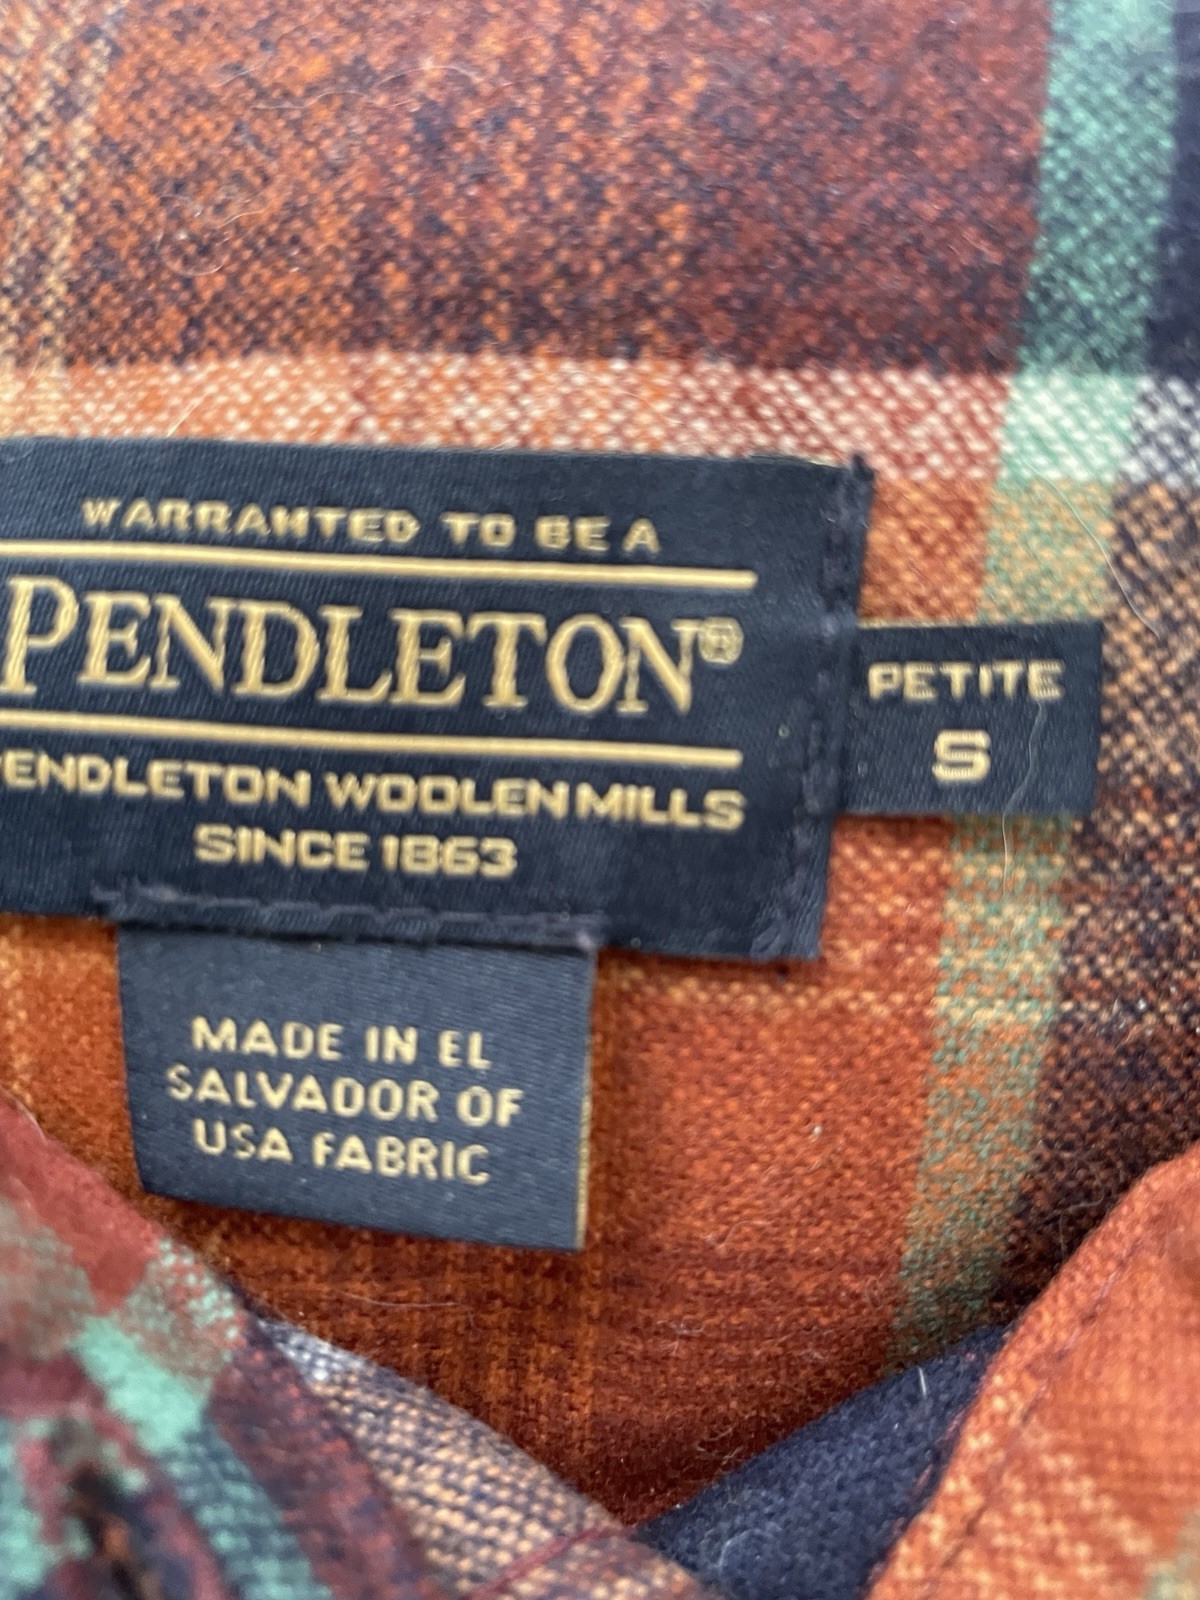 WARRANTED TO BE A
PENDLETON®
PENDLETON WOOLEN MILLS
SINCE 1863
PETITE
S
MADE IN EL
SALVADOR OF
USA FABRIC